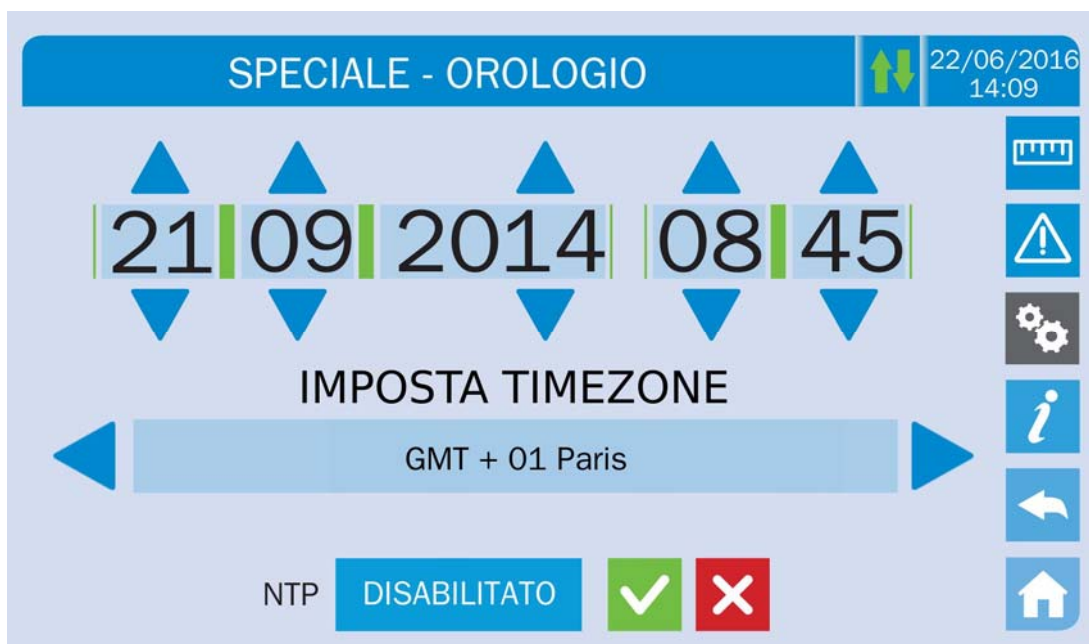 SPECIALE - OROLOGIO
22/06/2016
14:09
21 09 2014 08 45
IMPOSTA TIMEZONE
GMT + 01 Paris
NTP DISABILITATO